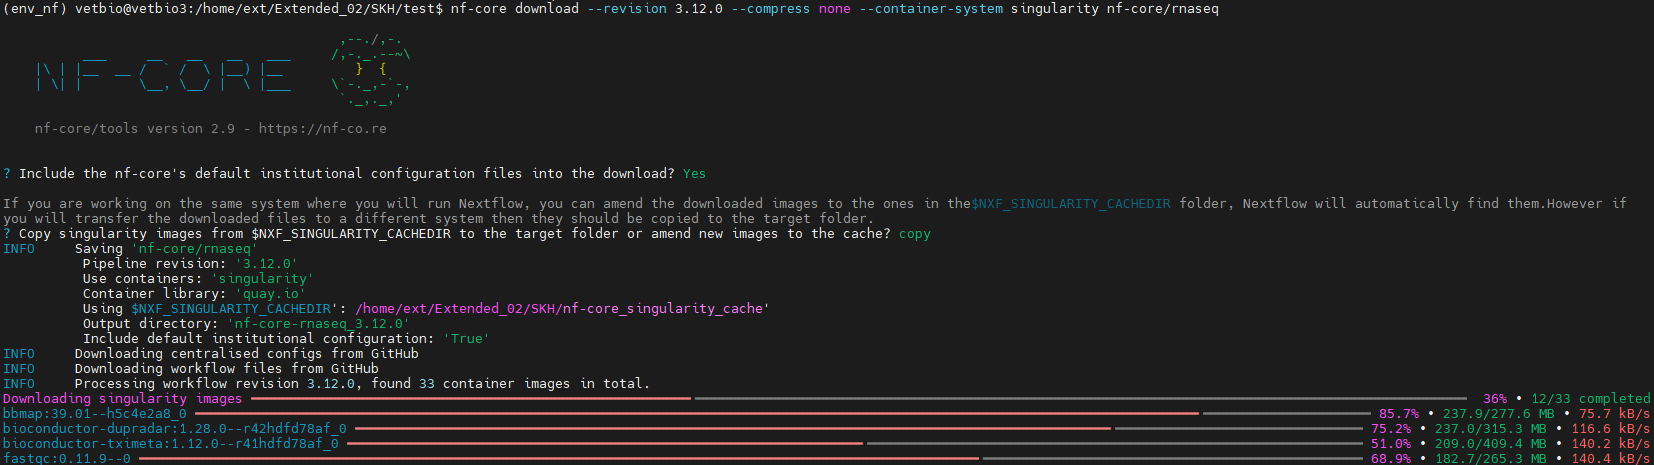 (env_nf) vetbio@vetbio3:/home/ext/Extended_02/SKH/test$ nf-core download --revision 3.12.0 --compress none --container-system singularity nf-core/rnaseq
NF-CORE
nf-core/tools version 2.9 - https://nf-co.re
? Include the nf-core's default institutional configuration files into the download? Yes
If you are working on the same system where you will run Nextflow, you can amend the downloaded images to the ones in the$NXF_SINGULARITY_CACHEDIR folder, Nextflow will automatically find them.However if
you will transfer the downloaded files to a different system then they should be copied to the target folder.
? Copy singularity images from $NXF_SINGULARITY_CACHEDIR to the target folder or amend new images to the cache? copy
INFO     Saving 'nf-core/rnaseq'
Pipeline revision: '3.12.0'
Use containers: 'singularity'
Container library: 'quay.io'
Using $NXF_SINGULARITY_CACHEDIR': /home/ext/Extended_02/SKH/nf-core_singularity_cache'
Output directory: 'nf-core-rnaseq_3.12.0'
Include default institutional configuration: 'True'
INFO     Downloading centralised configs from GitHub
INFO     Downloading workflow files from GitHub
INFO     Processing workflow revision 3.12.0, found 33 container images in total.
Downloading singularity images 36% • 12/33 completed
bbmap:39.01--h5c4e2a8_0 85.7% • 237.9/277.6 MB • 75.7 kB/s
bioconductor-dupradar:1.28.0--r42hdfd78af_0 75.2% • 237.0/315.3 MB • 116.6 kB/s
bioconductor-tximeta:1.12.0--r41hdfd78af_0 51.0% • 209.0/409.4 MB • 140.2 kB/s
fastqc:0.11.9--0 68.9% • 182.7/265.3 MB • 140.4 kB/s